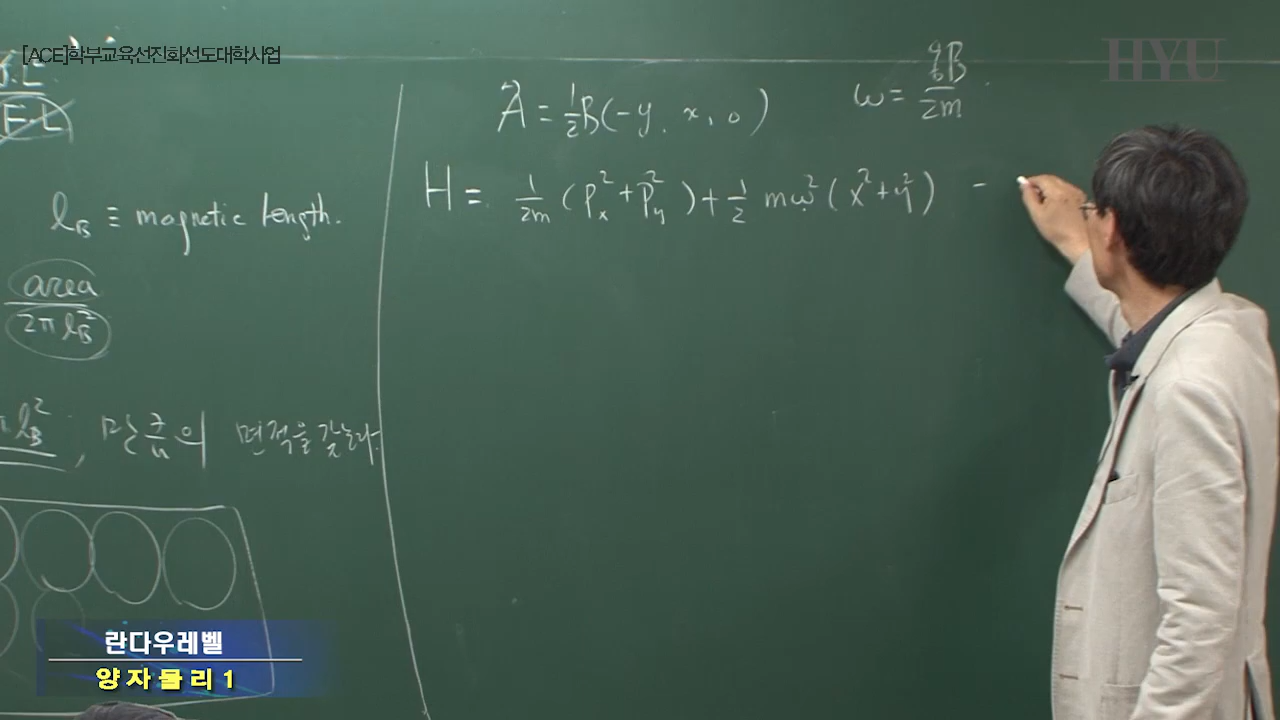 [ACE]학부교육선진화선도대학사업
HYU
B.C
F-L
l_B ≡ magnetic length.
area
2π l_B²
π l_B² ; 만큼의 면적을 갖는다.
A⃗ = ½B(-y, x, 0)
ω = qB / 2m
H = 1/2m (Pₓ² + P_y²) + 1/2 mω² (x² + y²) -
란다우레벨
양자물리1